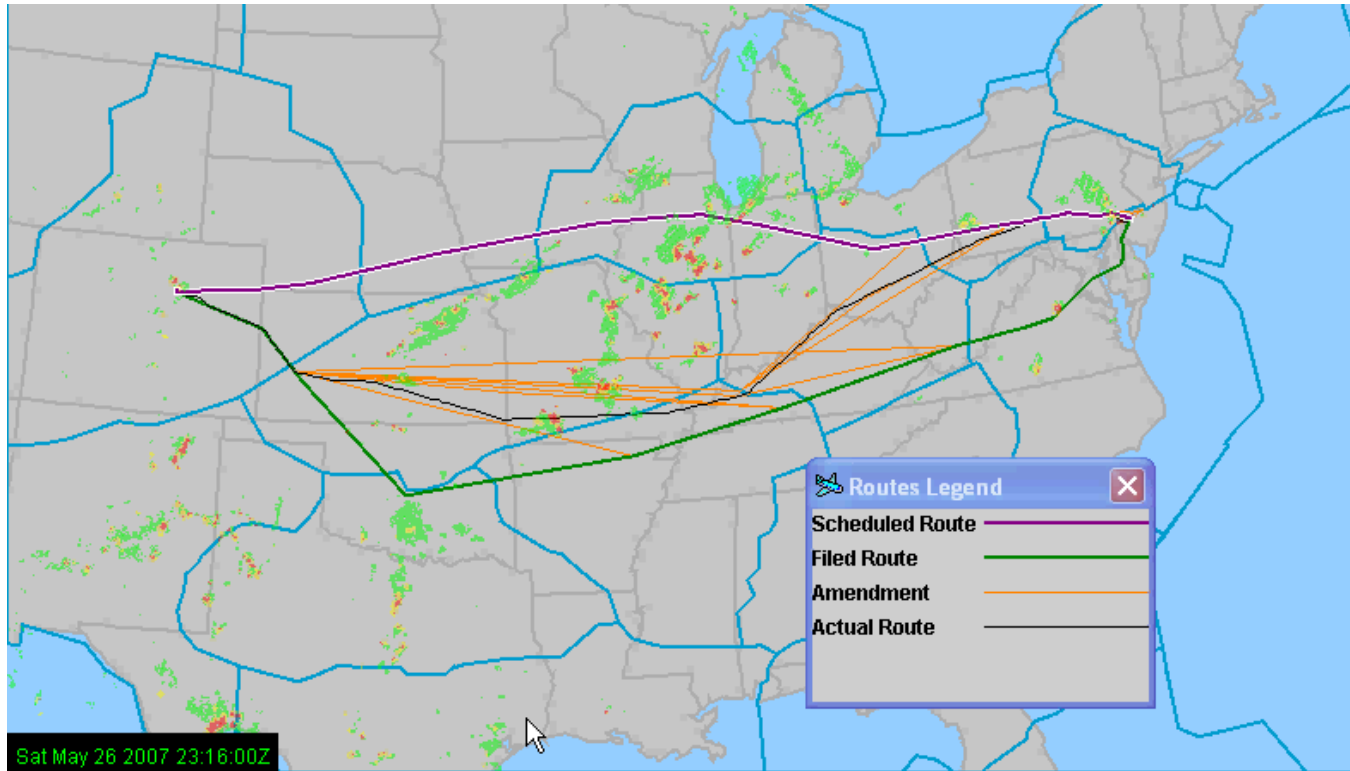 Routes Legend
Scheduled Route
Filed Route
Amendment
Actual Route
Sat May 26 2007 23:16:00Z